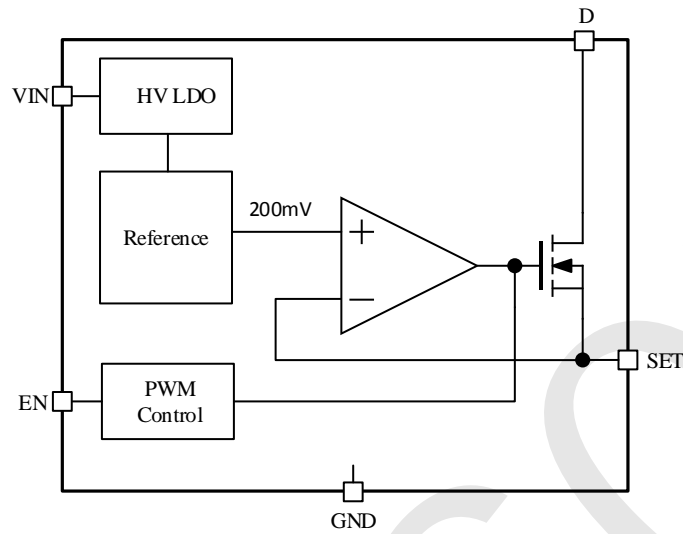 D
VIN
HV LDO
Reference
200mV
+
−
SET
EN
PWM
Control
GND